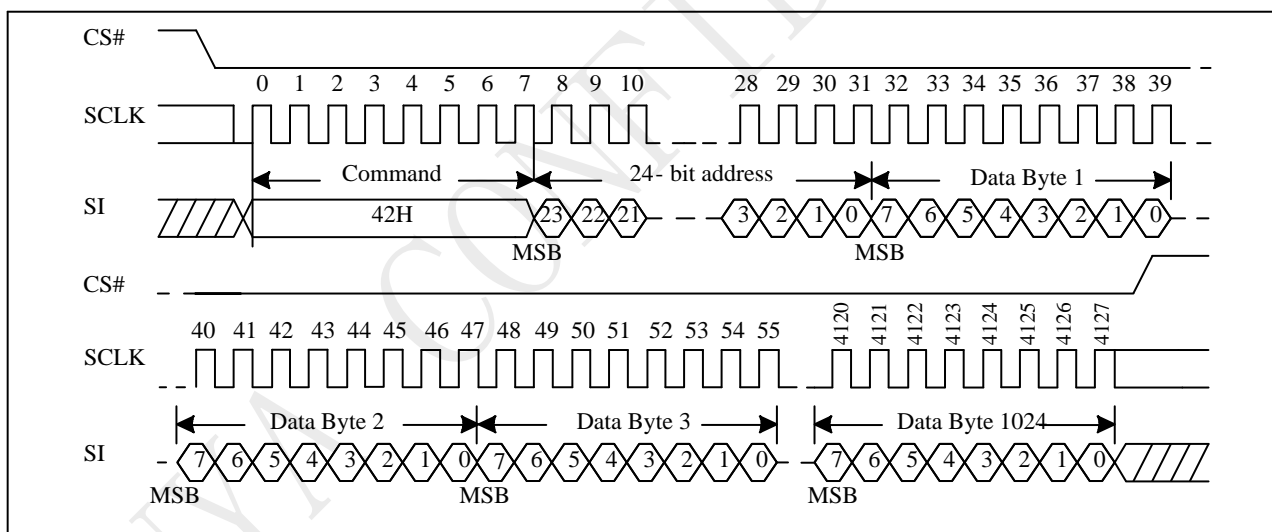 CS#
0 1 2 3 4 5 6 7 8 9 10 28 29 30 31 32 33 34 35 36 37 38 39
SCLK
Command 24- bit address Data Byte 1
SI 42H 23 22 21 3 2 1 0 7 6 5 4 3 2 1 0
MSB MSB
CS#
40 41 42 43 44 45 46 47 48 49 50 51 52 53 54 55 4120 4121 4122 4123 4124 4125 4126 4127
SCLK
Data Byte 2 Data Byte 3 Data Byte 1024
SI 7 6 5 4 3 2 1 0 7 6 5 4 3 2 1 0 7 6 5 4 3 2 1 0
MSB MSB MSB